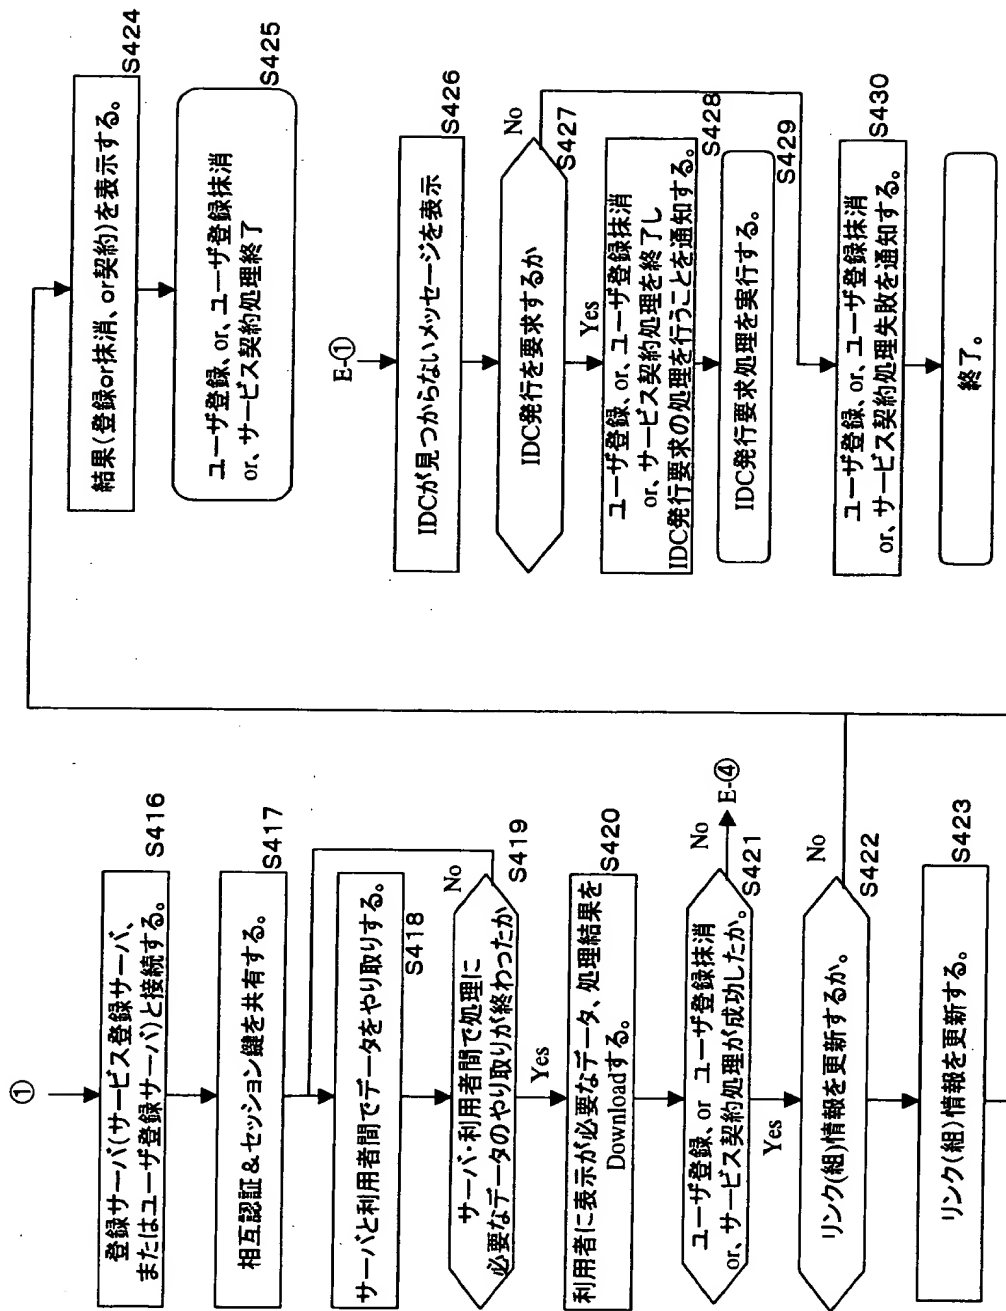 ①
登録サーバ(サービス登録サーバ、
またはユーザ登録サーバ)と接続する。
S416
相互認証&セッション鍵を共有する。
S417
サーバと利用者間でデータをやり取りする。
S418
サーバ・利用者間で処理に
必要なデータのやり取りが終わったか
No
S419
Yes
利用者に表示が必要なデータ、処理結果を
Downloadする。
S420
ユーザ登録、or ユーザ登録抹消
or、サービス契約処理が成功したか。
No
E-④
S421
Yes
リンク(組)情報を更新するか。
No
S422
リンク(組)情報を更新する。
S423
結果(登録or抹消、or契約)を表示する。
S424
ユーザ登録、or、ユーザ登録抹消
or、サービス契約処理終了
S425
E-①
IDCが見つからないメッセージを表示
S426
IDC発行を要求するか
No
S427
Yes
ユーザ登録、or、ユーザ登録抹消
or、サービス契約処理を終了し
IDC発行要求の処理を行うことを通知する。
S428
IDC発行要求処理を実行する。
S429
ユーザ登録、or、ユーザ登録抹消
or、サービス契約処理失敗を通知する。
S430
終了。